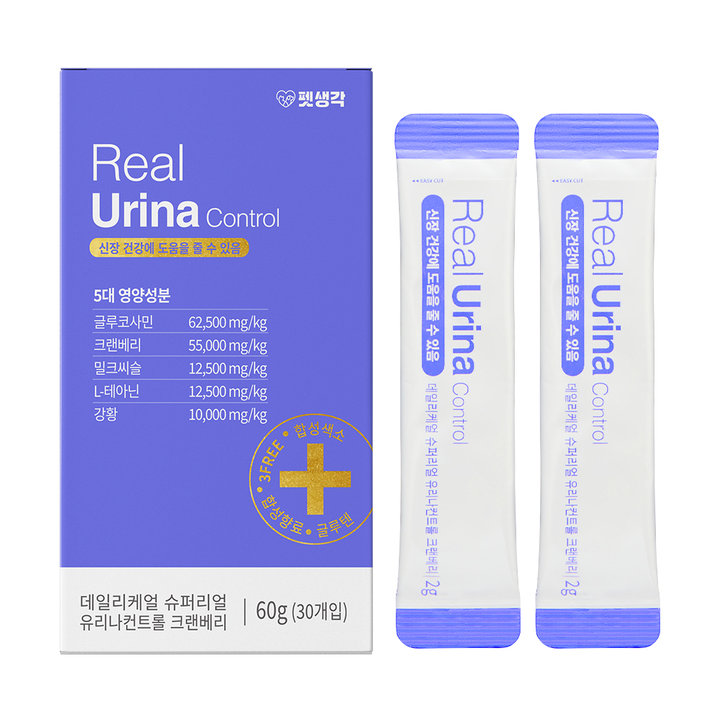 펫생각
Real
Urina Control
신장 건강에 도움을 줄 수 있음
5대 영양성분
글루코사민 62,500 mg/kg
크랜베리 55,000 mg/kg
밀크씨슬 12,500 mg/kg
L-테아닌 12,500 mg/kg
강황 10,000 mg/kg
3FREE • 합성색소 • 글루텐 • 합성향료 •
데일리케얼 슈퍼리얼
유리나컨트롤 크랜베리
60g (30개입)
EASY CUT
Real Urina Control
신장 건강에 도움을 줄 수 있음
데일리케얼 슈퍼리얼 유리나컨트롤 크랜베리 2g
EASY CUT
Real Urina Control
신장 건강에 도움을 줄 수 있음
데일리케얼 슈퍼리얼 유리나컨트롤 크랜베리 2g